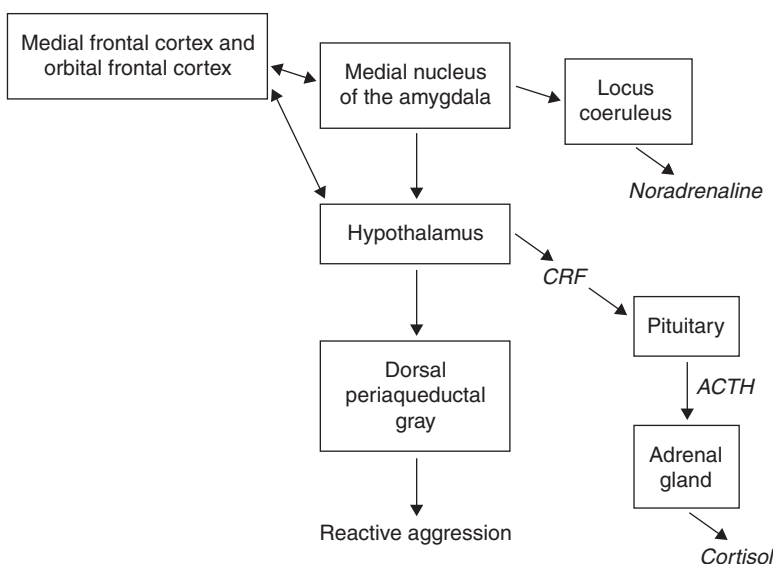 Medial frontal cortex and
orbital frontal cortex
Medial nucleus
of the amygdala
Locus
coeruleus
Noradrenaline
Hypothalamus
CRF
Pituitary
Dorsal
periaqueductal
gray
ACTH
Adrenal
gland
Reactive aggression
Cortisol